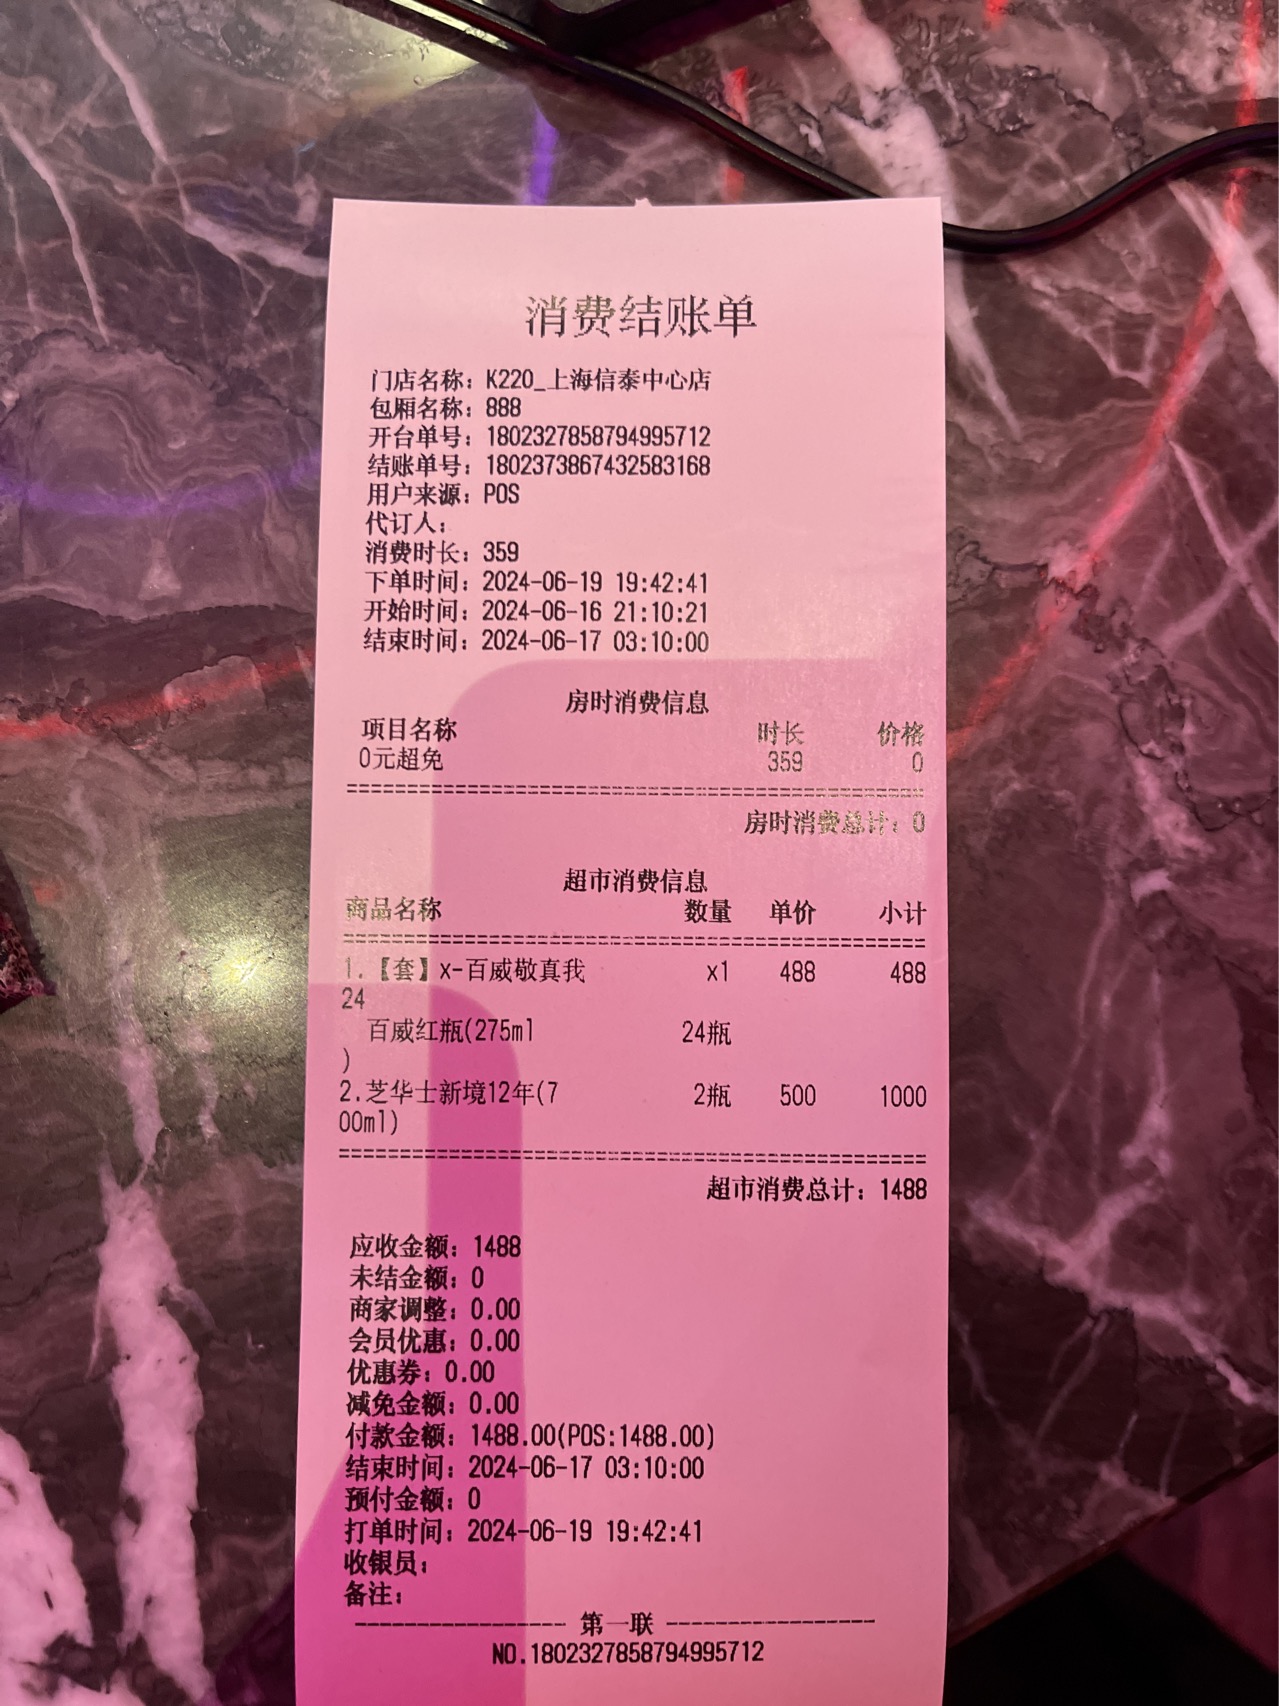 消费结账单
门店名称：K220_上海信泰中心店
包厢名称：888
开台单号：1802327858794995712
结账单号：1802373867432583168
用户来源：POS
代订人：
消费时长：359
下单时间：2024-06-19 19:42:41
开始时间：2024-06-16 21:10:21
结束时间：2024-06-17 03:10:00
房时消费信息
项目名称 时长 价格
0元超免 359 0
==================================================
房时消费总计：0
超市消费信息
商品名称 数量 单价 小计
==================================================
1.【套】x-百威敬真我 x1 488 488
24
百威红瓶(275ml 24瓶
)
2.芝华士新境12年(7 2瓶 500 1000
00ml)
==================================================
超市消费总计：1488
应收金额：1488
未结金额：0
商家调整：0.00
会员优惠：0.00
优惠券：0.00
减免金额：0.00
付款金额：1488.00(POS:1488.00)
结束时间：2024-06-17 03:10:00
预付金额：0
打单时间：2024-06-19 19:42:41
收银员：
备注：
----------------- 第一联 -----------------
NO.1802327858794995712